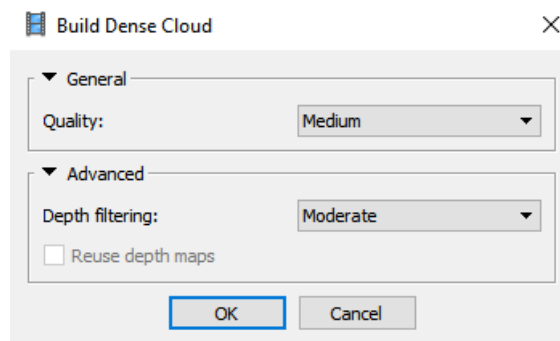 Build Dense Cloud
General
Quality: Medium
Advanced
Depth filtering: Moderate
Reuse depth maps
OK Cancel